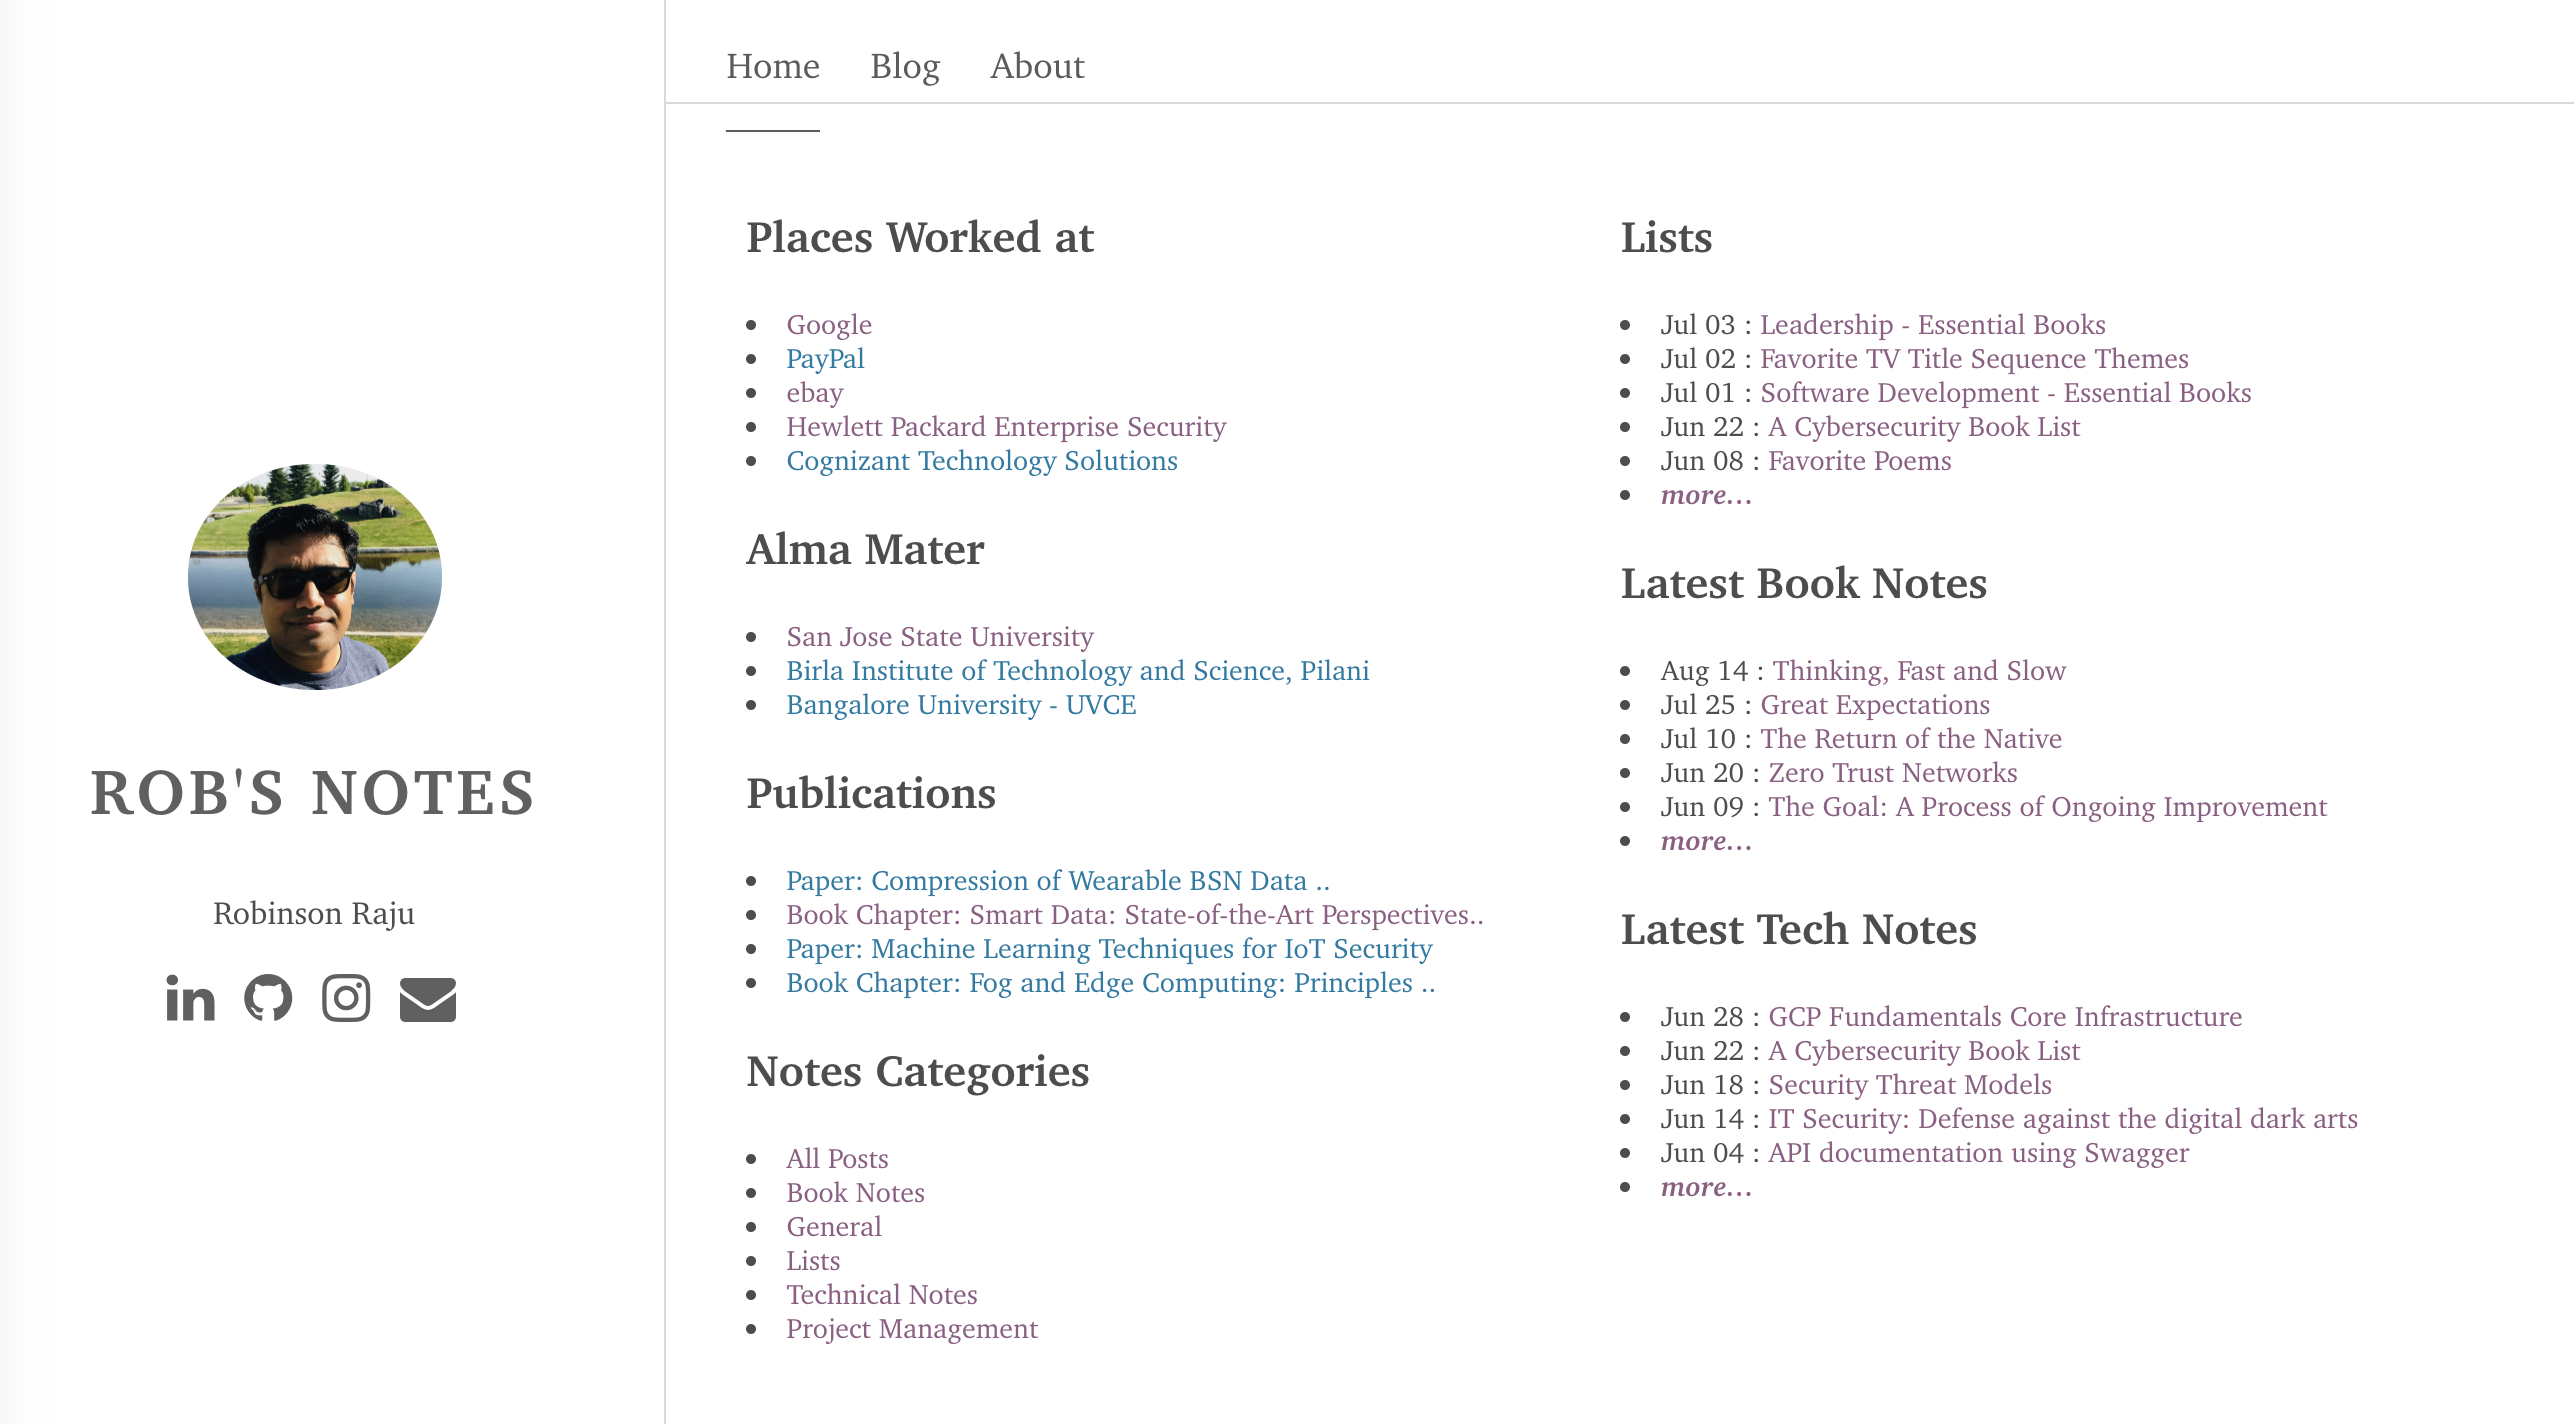 Home Blog About
ROB'S NOTES
Robinson Raju
Places Worked at
Google
PayPal
ebay
Hewlett Packard Enterprise Security
Cognizant Technology Solutions
Alma Mater
San Jose State University
Birla Institute of Technology and Science, Pilani
Bangalore University - UVCE
Publications
Paper: Compression of Wearable BSN Data ..
Book Chapter: Smart Data: State-of-the-Art Perspectives..
Paper: Machine Learning Techniques for IoT Security
Book Chapter: Fog and Edge Computing: Principles ..
Notes Categories
All Posts
Book Notes
General
Lists
Technical Notes
Project Management
Lists
Jul 03 : Leadership - Essential Books
Jul 02 : Favorite TV Title Sequence Themes
Jul 01 : Software Development - Essential Books
Jun 22 : A Cybersecurity Book List
Jun 08 : Favorite Poems
more...
Latest Book Notes
Aug 14 : Thinking, Fast and Slow
Jul 25 : Great Expectations
Jul 10 : The Return of the Native
Jun 20 : Zero Trust Networks
Jun 09 : The Goal: A Process of Ongoing Improvement
more...
Latest Tech Notes
Jun 28 : GCP Fundamentals Core Infrastructure
Jun 22 : A Cybersecurity Book List
Jun 18 : Security Threat Models
Jun 14 : IT Security: Defense against the digital dark arts
Jun 04 : API documentation using Swagger
more...